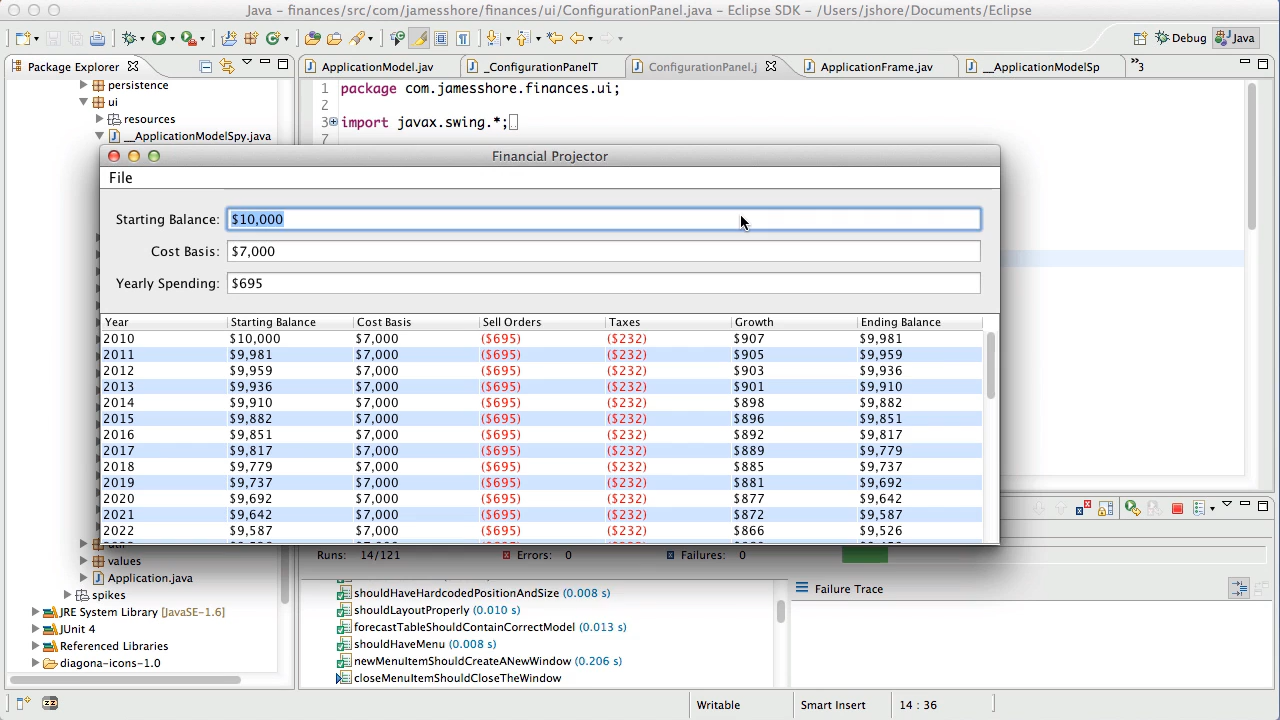 Java - finances/src/com/jamesshore/finances/ui/ConfigurationPanel.java - Eclipse SDK - /Users/jshore/Documents/Eclipse
Debug Java
Package Explorer
ApplicationModel.jav _ConfigurationPanelT ConfigurationPanel.j ApplicationFrame.jav __ApplicationModelSp »3
persistence
ui
resources
__ApplicationModelSpy.java
1 package com.jamesshore.finances.ui;
2
3 import javax.swing.*;
7
Financial Projector
File
Starting Balance: $10,000
Cost Basis: $7,000
Yearly Spending: $695
Year Starting Balance Cost Basis Sell Orders Taxes Growth Ending Balance
2010 $10,000 $7,000 ($695) ($232) $907 $9,981
2011 $9,981 $7,000 ($695) ($232) $905 $9,959
2012 $9,959 $7,000 ($695) ($232) $903 $9,936
2013 $9,936 $7,000 ($695) ($232) $901 $9,910
2014 $9,910 $7,000 ($695) ($232) $898 $9,882
2015 $9,882 $7,000 ($695) ($232) $896 $9,851
2016 $9,851 $7,000 ($695) ($232) $892 $9,817
2017 $9,817 $7,000 ($695) ($232) $889 $9,779
2018 $9,779 $7,000 ($695) ($232) $885 $9,737
2019 $9,737 $7,000 ($695) ($232) $881 $9,692
2020 $9,692 $7,000 ($695) ($232) $877 $9,642
2021 $9,642 $7,000 ($695) ($232) $872 $9,587
2022 $9,587 $7,000 ($695) ($232) $866 $9,526
values
Application.java
spikes
JRE System Library [JavaSE-1.6]
JUnit 4
Referenced Libraries
diagona-icons-1.0
Runs: 14/121 Errors: 0 Failures: 0
shouldHaveHardcodedPositionAndSize (0.008 s)
shouldLayoutProperly (0.010 s)
forecastTableShouldContainCorrectModel (0.013 s)
shouldHaveMenu (0.008 s)
newMenuItemShouldCreateANewWindow (0.206 s)
closeMenuItemShouldCloseTheWindow
Failure Trace
Writable Smart Insert 14 : 36